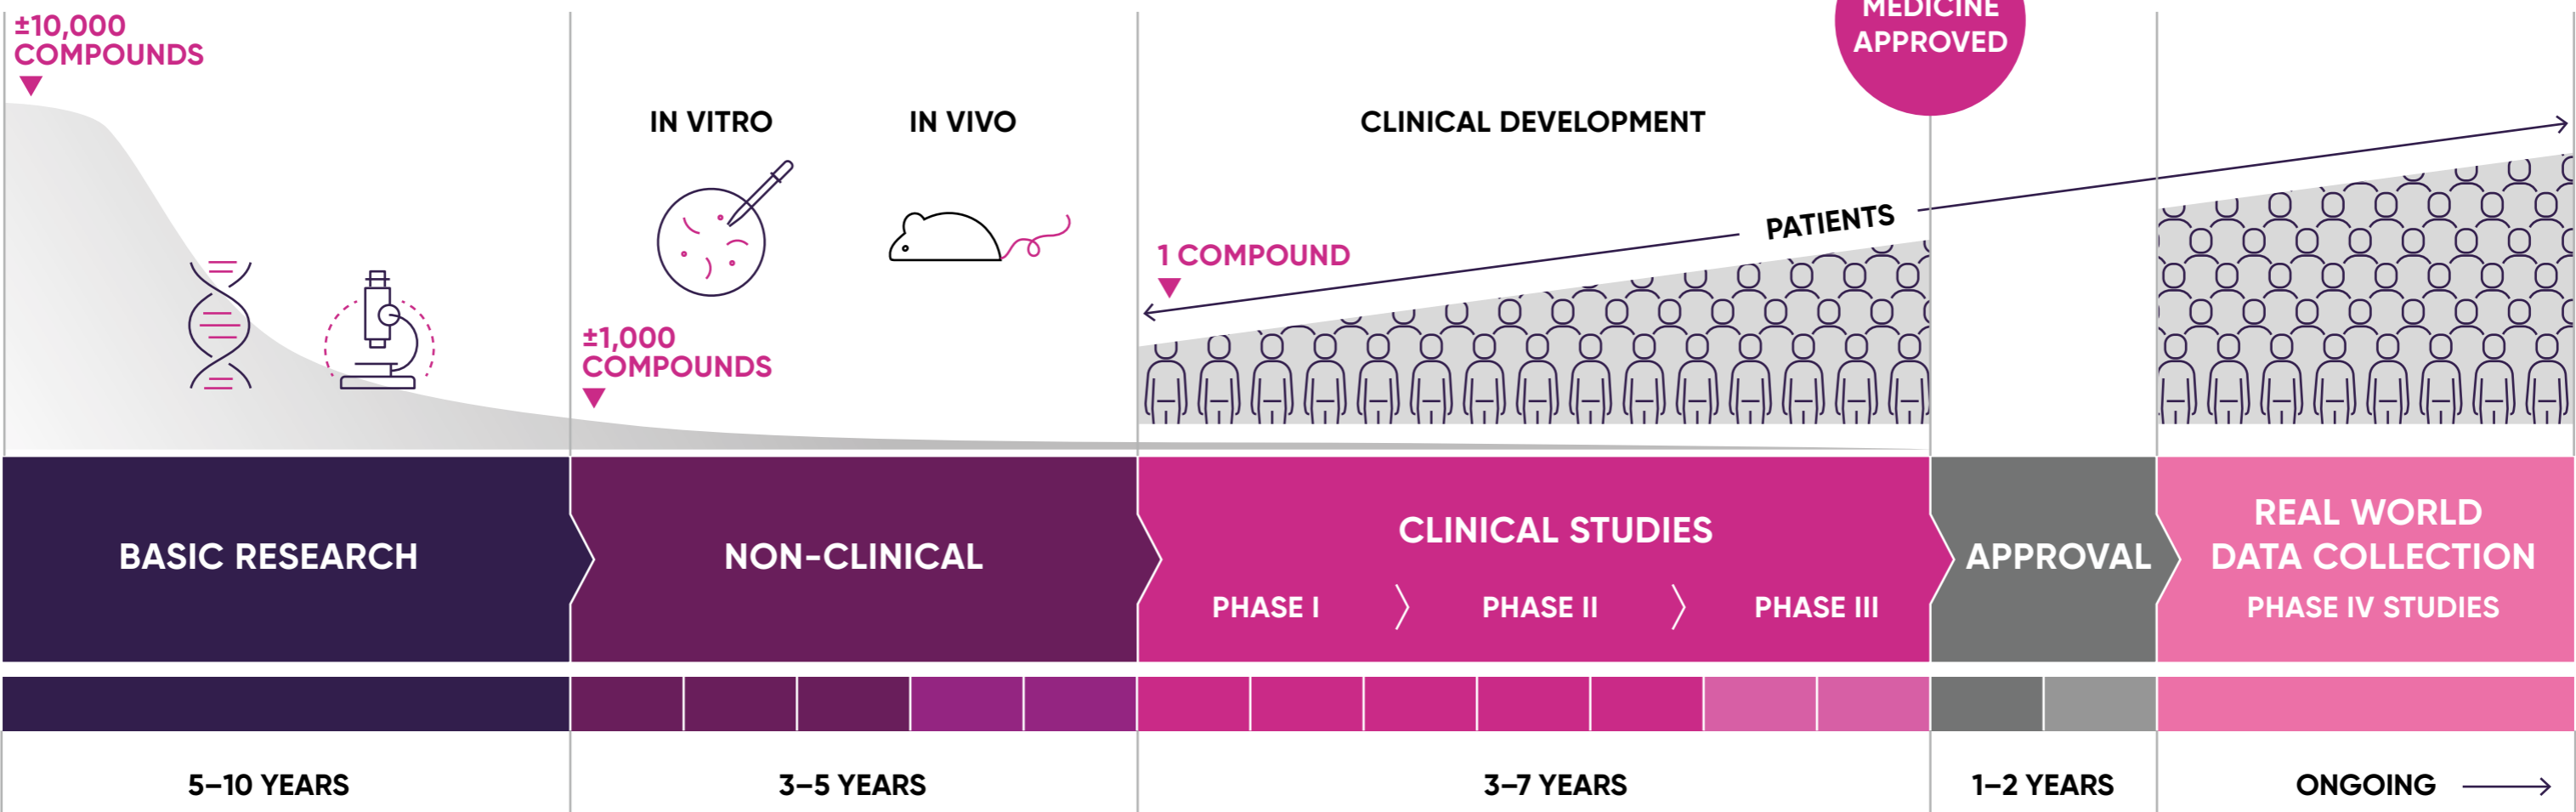 ±10,000
COMPOUNDS
MEDICINE
APPROVED
IN VITRO
IN VIVO
CLINICAL DEVELOPMENT
PATIENTS
1 COMPOUND
±1,000
COMPOUNDS
BASIC RESEARCH
NON-CLINICAL
CLINICAL STUDIES
PHASE I
PHASE II
PHASE III
APPROVAL
REAL WORLD
DATA COLLECTION
PHASE IV STUDIES
5–10 YEARS
3–5 YEARS
3–7 YEARS
1–2 YEARS
ONGOING